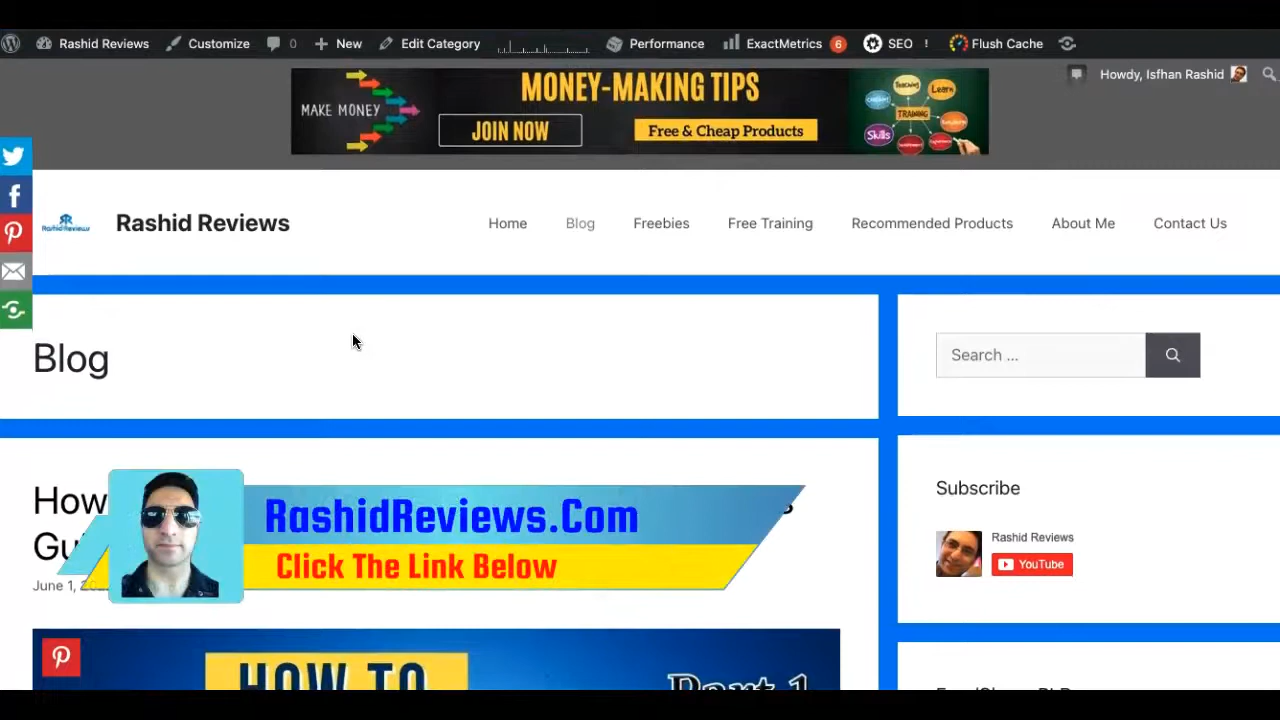 Rashid Reviews Customize 0 New Edit Category Performance ExactMetrics 6 SEO ! Flush Cache
MAKE MONEY
MONEY-MAKING TIPS
JOIN NOW Free & Cheap Products
Learn
TRAINING
Skills
Howdy, Isfhan Rashid
Rashid Reviews
Rashid Reviews Home Blog Freebies Free Training Recommended Products About Me Contact Us
Blog
Search ...
Subscribe
Rashid Reviews
YouTube
How
RashidReviews.Com
Click The Link Below
June 1,
HOW TO
Part 1